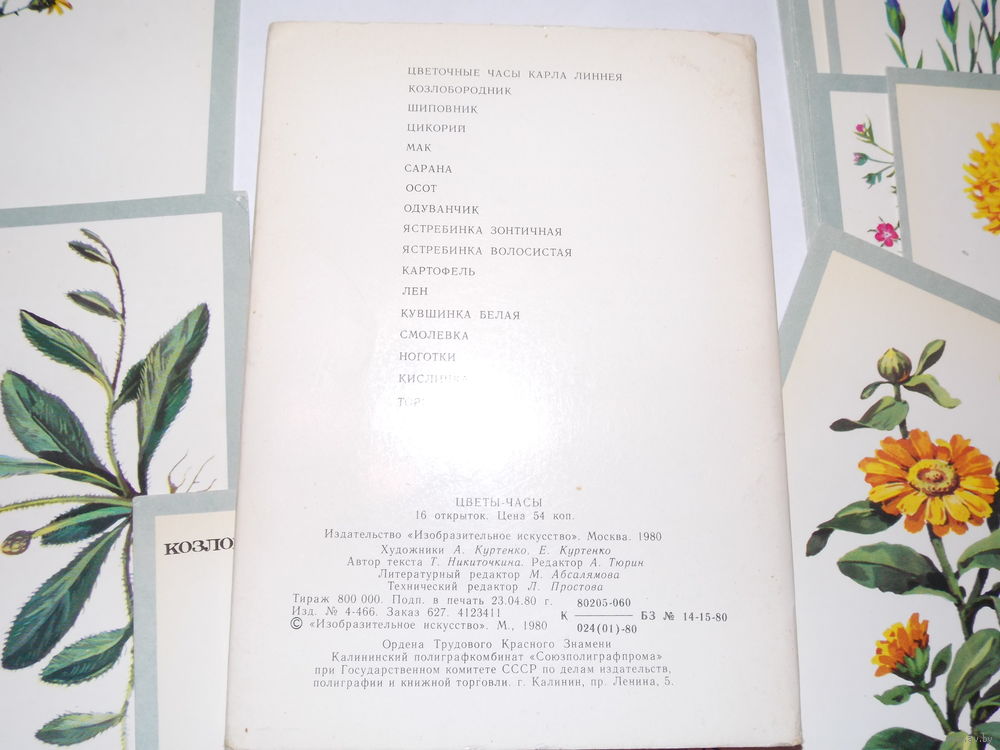 ЦВЕТОЧНЫЕ ЧАСЫ КАРЛА ЛИННЕЯ
КОЗЛОБОРОДНИК
ШИПОВНИК
ЦИКОРИЙ
МАК
САРАНА
ОСОТ
ОДУВАНЧИК
ЯСТРЕБИНКА ЗОНТИЧНАЯ
ЯСТРЕБИНКА ВОЛОСИСТАЯ
КАРТОФЕЛЬ
ЛЕН
КУВШИНКА БЕЛАЯ
СМОЛЕВКА
НОГОТКИ
ЦВЕТЫ-ЧАСЫ
16 открыток. Цена 54 коп.
Издательство «Изобразительное искусство». Москва. 1980
Художники А. Куртенко, Е. Куртенко
Автор текста Т. Никиточкина. Редактор А. Тюрин
Литературный редактор М. Абсалямова
Технический редактор Л. Простова
Тираж 800 000. Подп. в печать 23.04.80 г.
Изд. № 4-466. Заказ 627. 4123411
© «Изобразительное искусство». М., 1980
К 80205-060 БЗ № 14-15-80
024(01)-80
Ордена Трудового Красного Знамени
Калининский полиграфкомбинат «Союзполиграфпрома»
при Государственном комитете СССР по делам издательств,
полиграфии и книжной торговли. г. Калинин, пр. Ленина, 5.
КОЗЛО